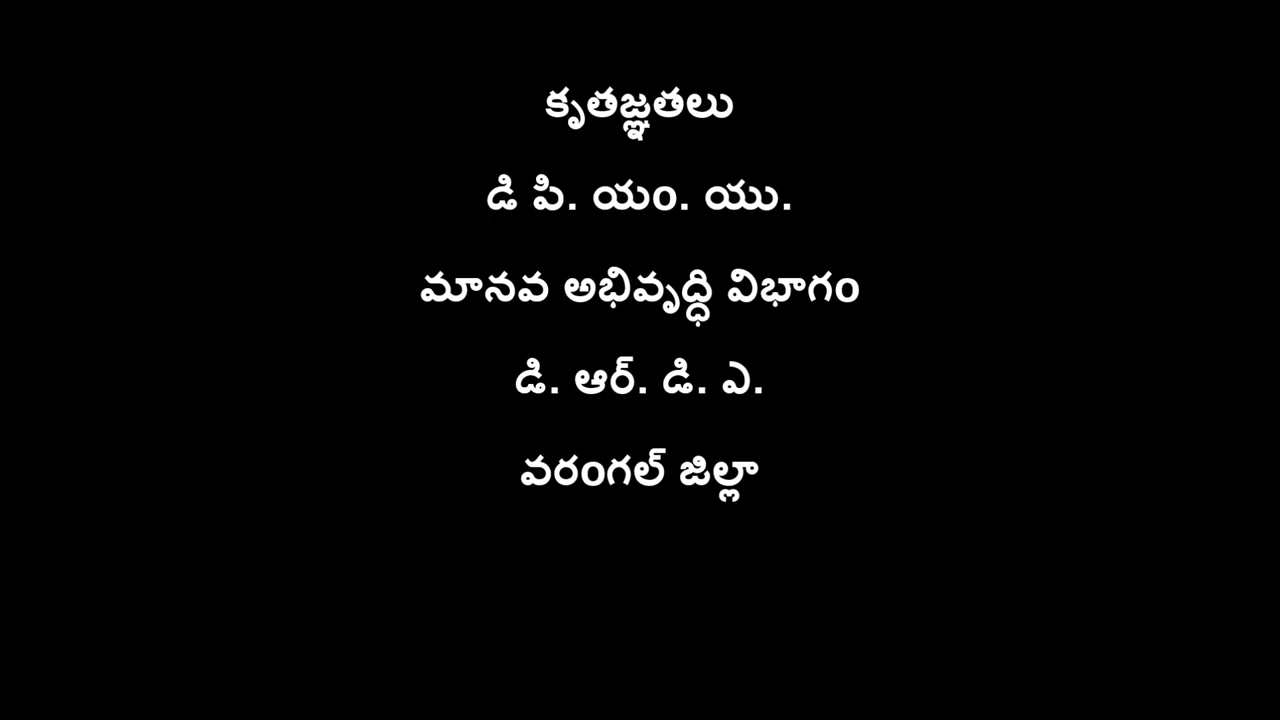 కృతజ్ఞతలు
డి పి. యం. యు.
మానవ అభివృద్ధి విభాగం
డి. ఆర్. డి. ఎ.
వరంగల్ జిల్లా